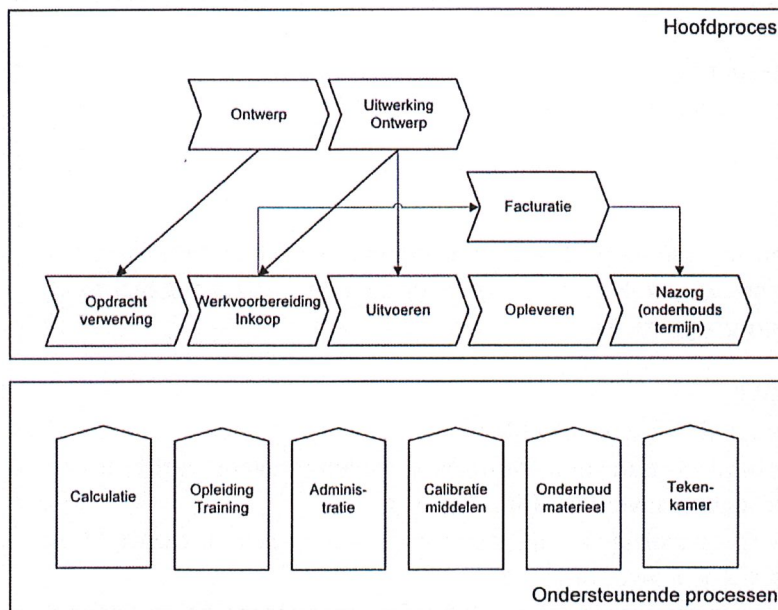 Hoofdproces
Ontwerp
Uitwerking
Ontwerp
Facturatie
Opdracht
verwerving
Werkvoorbereiding
Inkoop
Uitvoeren
Opleveren
Nazorg
(onderhouds
termijn)
Calculatie
Opleiding
Training
Adminis-
tratie
Calibratie
middelen
Onderhoud
materieel
Teken-
kamer
Ondersteunende processen